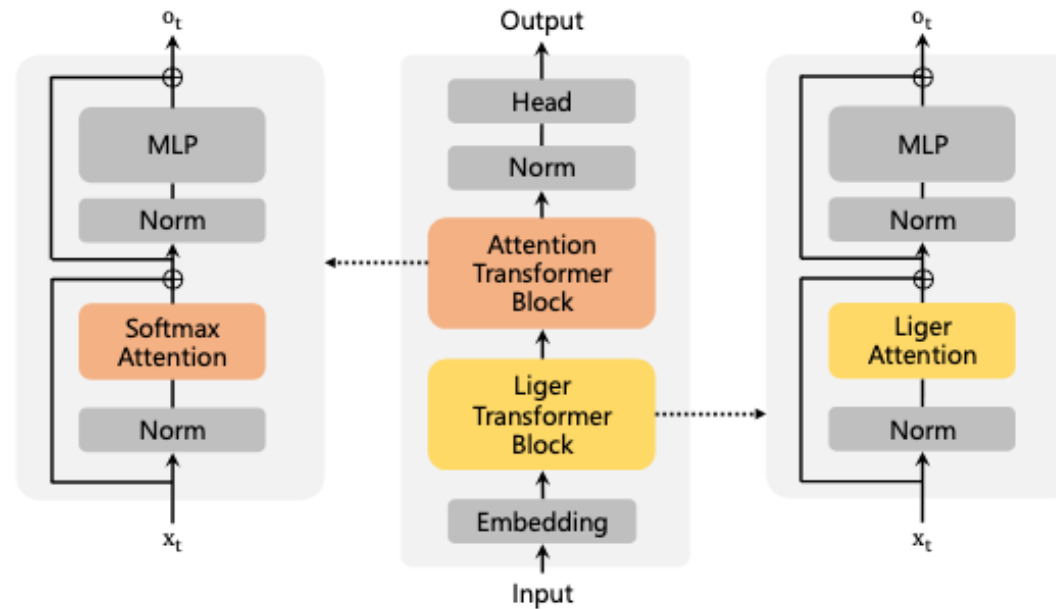 o_t
MLP
Norm
Softmax
Attention
Norm
x_t
Output
Head
Norm
Attention
Transformer
Block
Liger
Transformer
Block
Embedding
Input
o_t
MLP
Norm
Liger
Attention
Norm
x_t